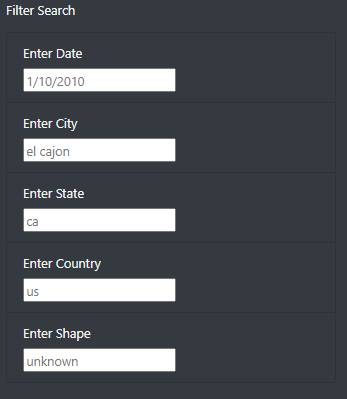 Filter Search
Enter Date
1/10/2010
Enter City
el cajon
Enter State
ca
Enter Country
us
Enter Shape
unknown